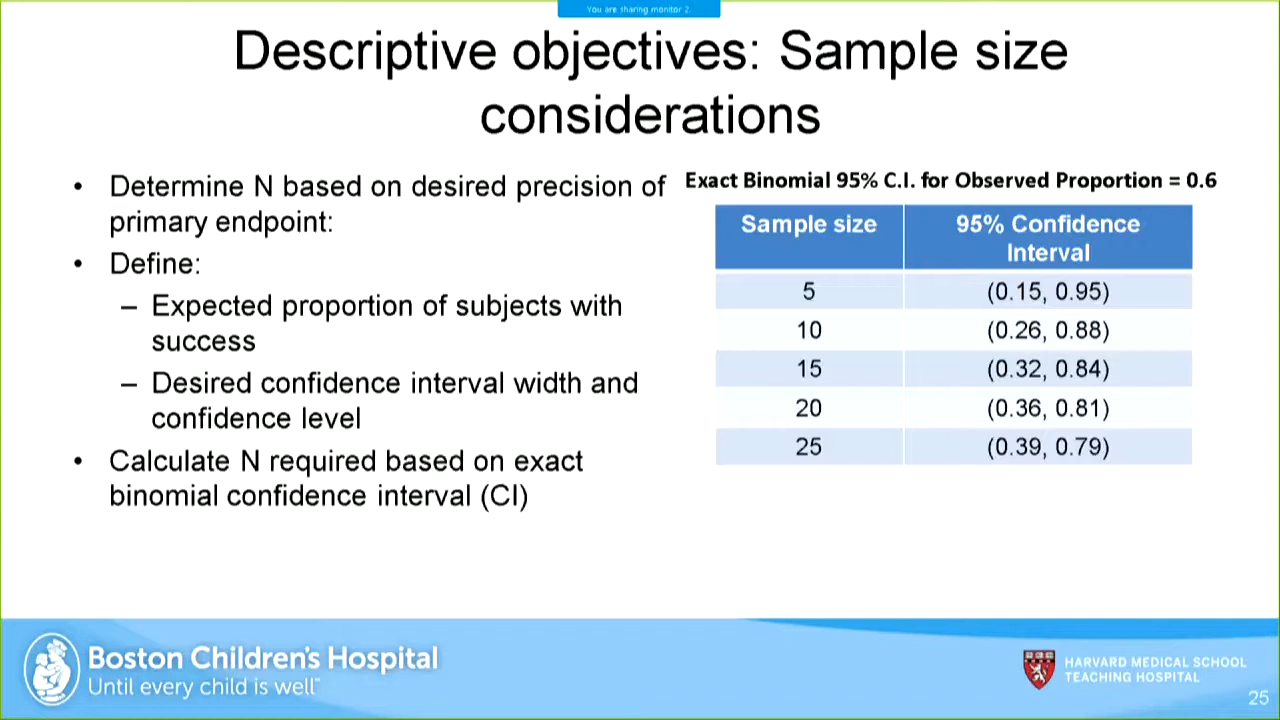 You are sharing monitor 2.
Descriptive objectives: Sample size
considerations
• Determine N based on desired precision of
primary endpoint:
• Define:
– Expected proportion of subjects with
success
– Desired confidence interval width and
confidence level
• Calculate N required based on exact
binomial confidence interval (CI)
Exact Binomial 95% C.I. for Observed Proportion = 0.6
Sample size 95% Confidence
Interval
5 (0.15, 0.95)
10 (0.26, 0.88)
15 (0.32, 0.84)
20 (0.36, 0.81)
25 (0.39, 0.79)
Boston Children's Hospital
Until every child is well™
HARVARD MEDICAL SCHOOL
TEACHING HOSPITAL
25